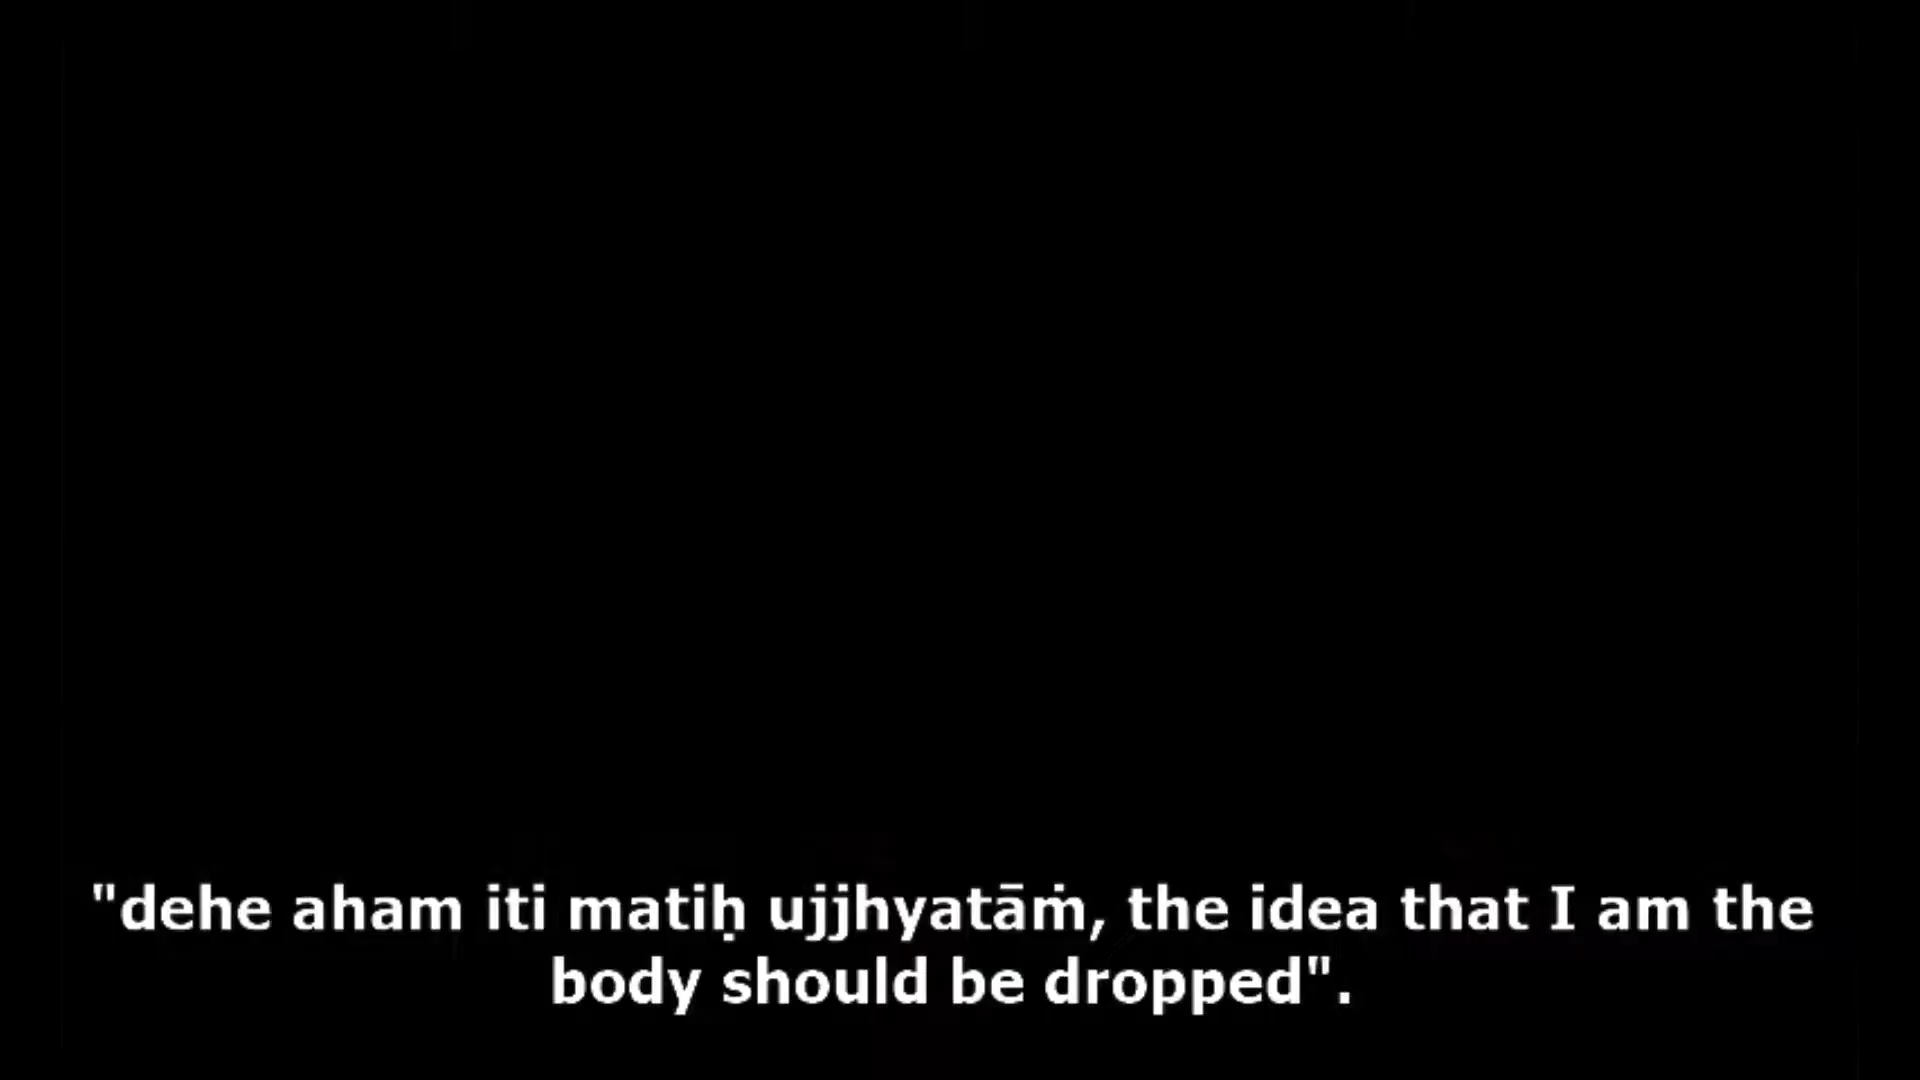 "dehe aham iti matiḥ ujjhyatāṁ, the idea that I am the
body should be dropped".